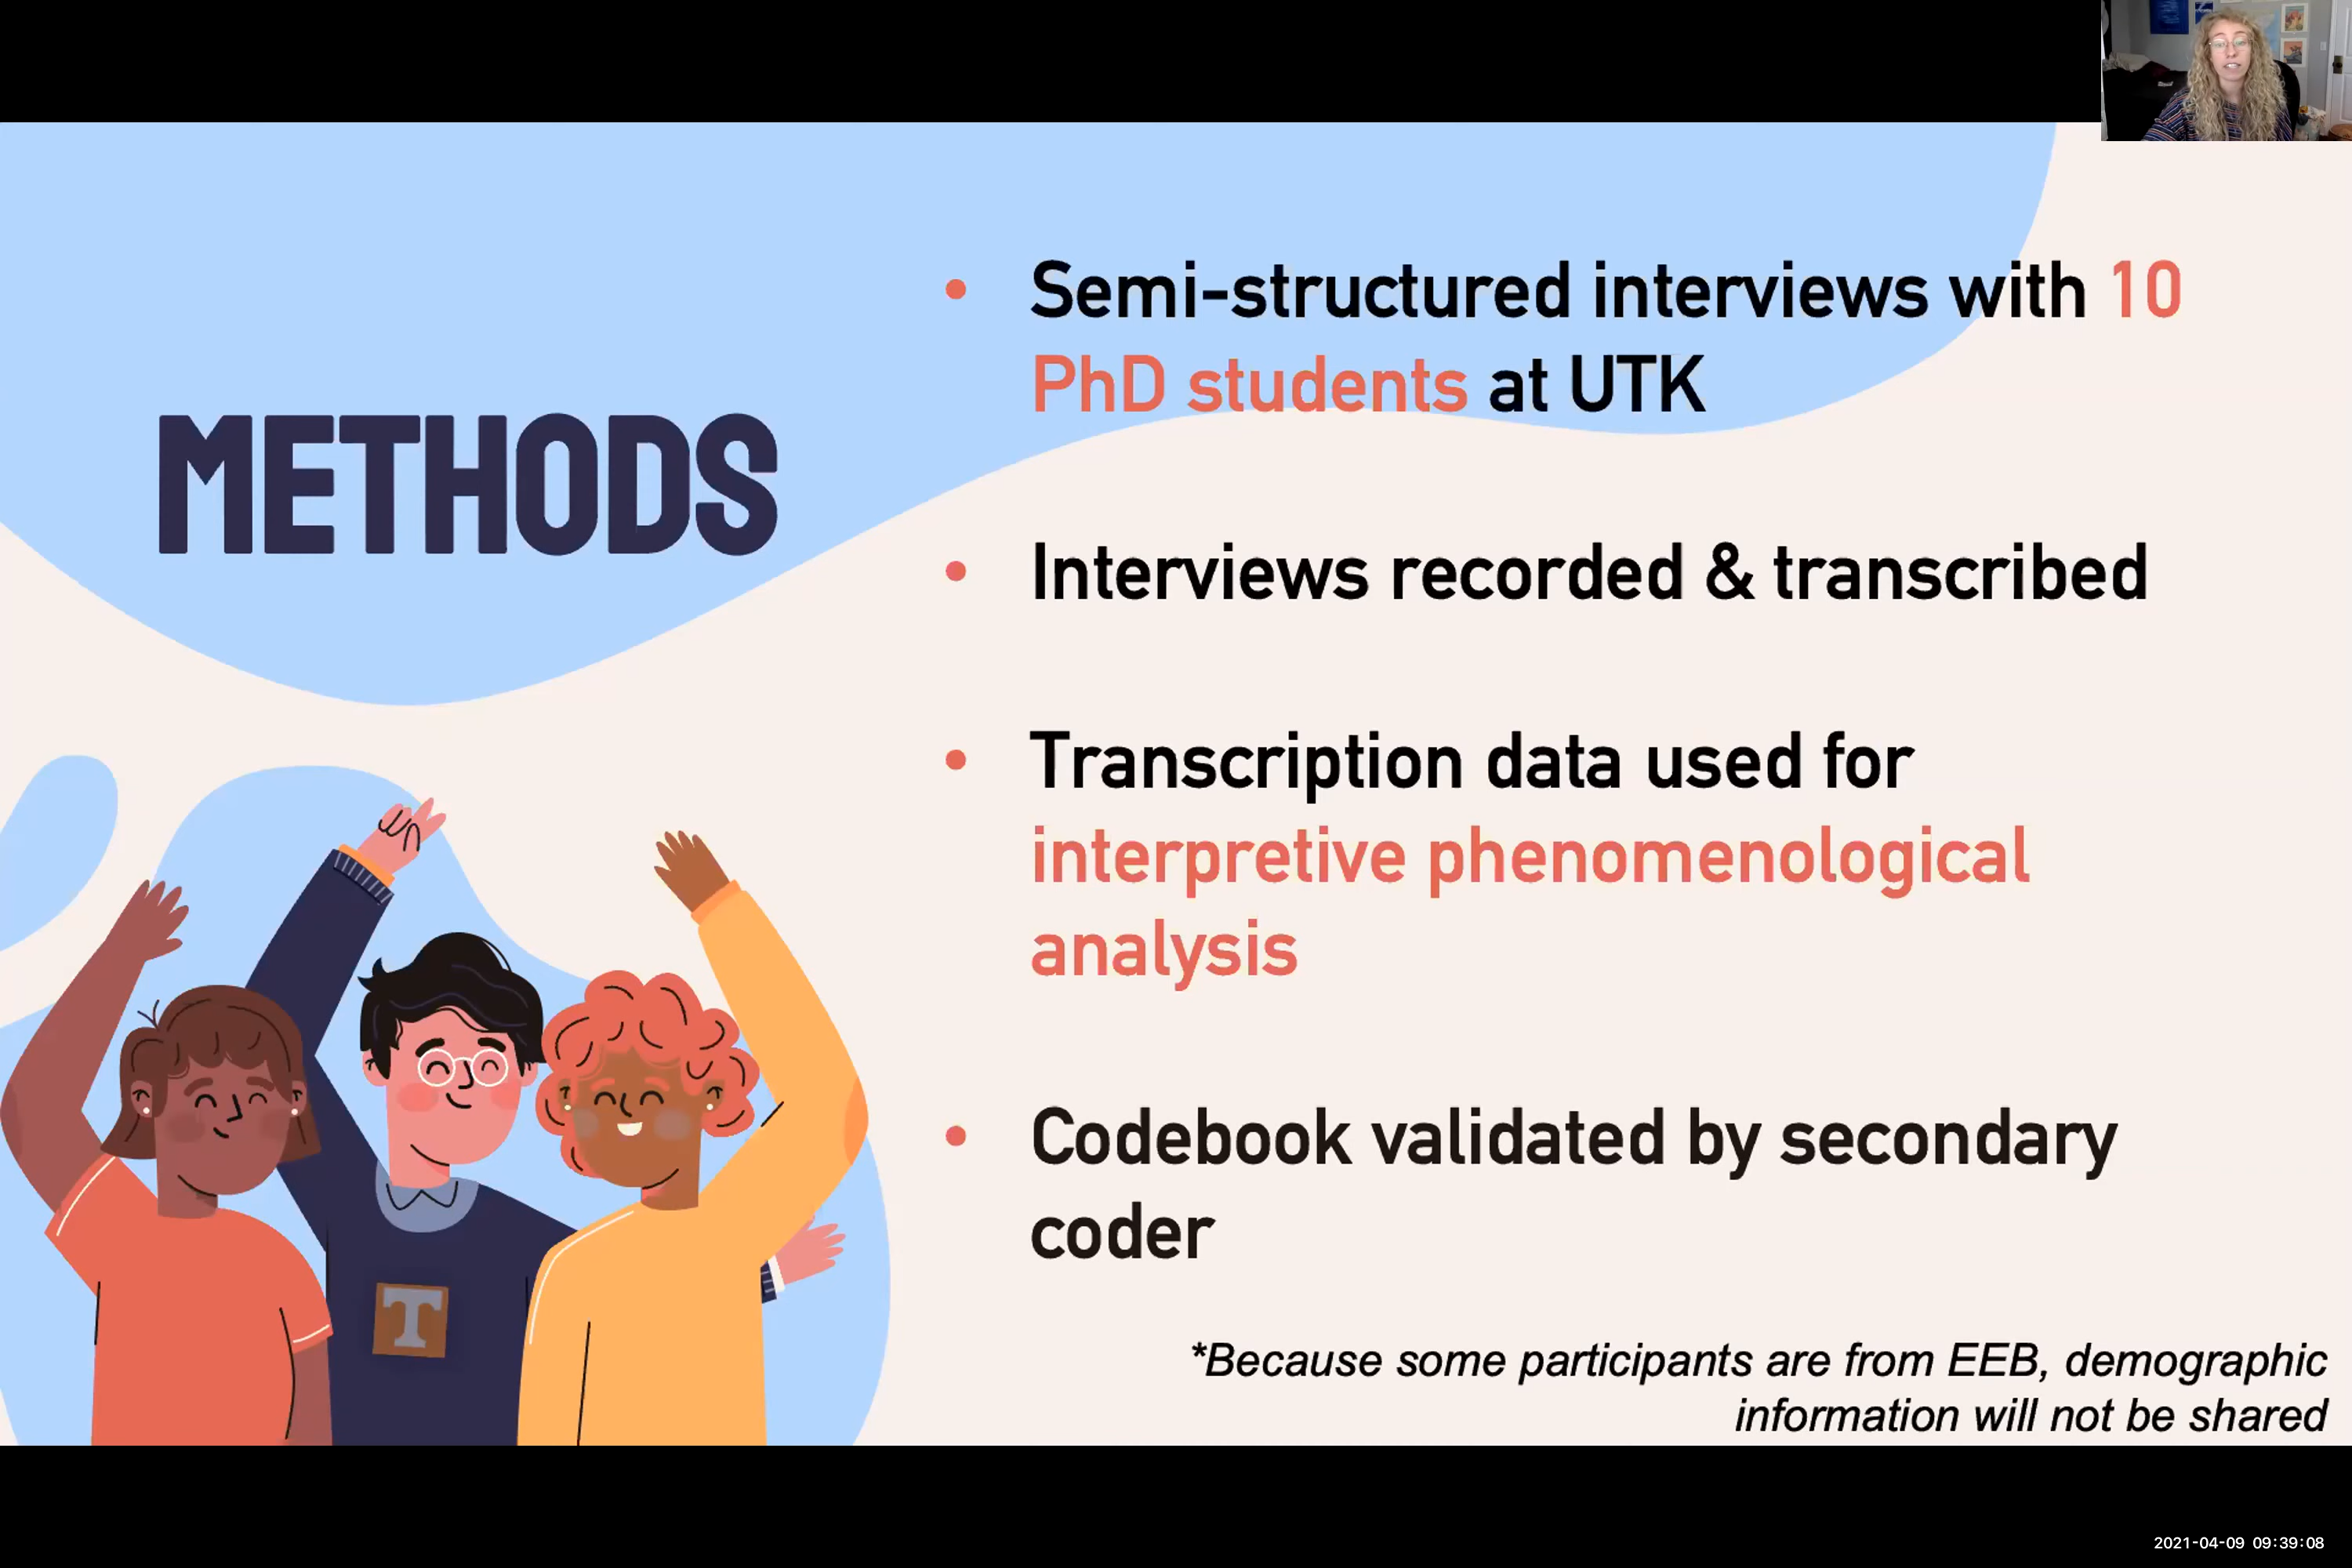 METHODS
• Semi-structured interviews with 10
PhD students at UTK
• Interviews recorded & transcribed
• Transcription data used for
interpretive phenomenological
analysis
• Codebook validated by secondary
coder
T
*Because some participants are from EEB, demographic
information will not be shared
2021-04-09 09:39:08